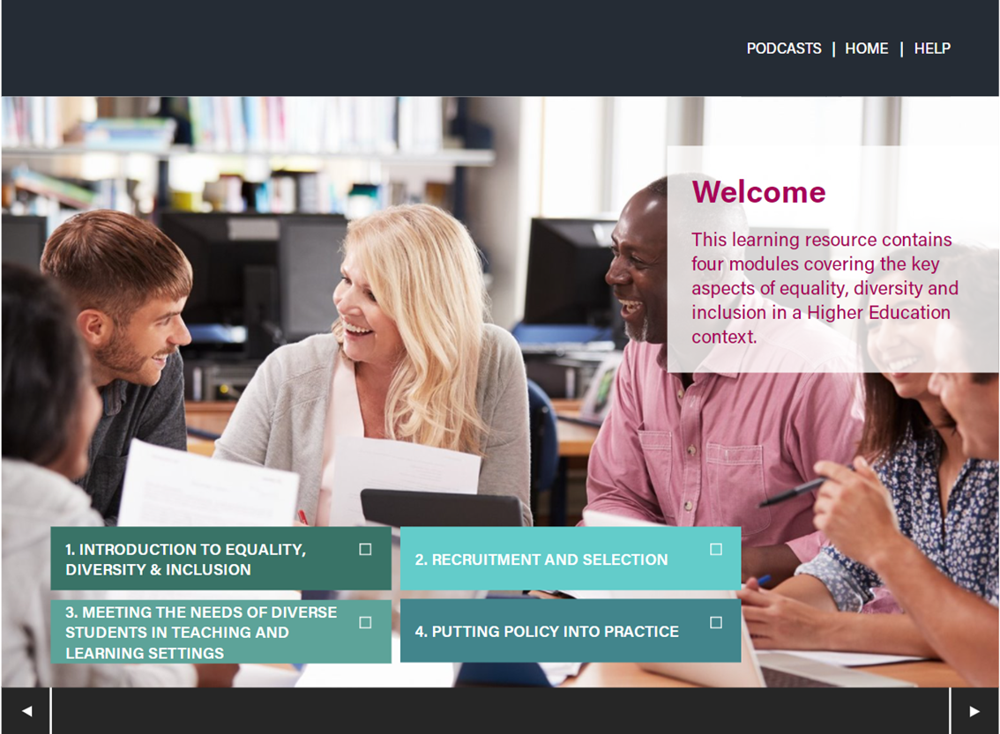 PODCASTS | HOME | HELP
Welcome
This learning resource contains
four modules covering the key
aspects of equality, diversity and
inclusion in a Higher Education
context.
1. INTRODUCTION TO EQUALITY,
DIVERSITY & INCLUSION
2. RECRUITMENT AND SELECTION
3. MEETING THE NEEDS OF DIVERSE
STUDENTS IN TEACHING AND
LEARNING SETTINGS
4. PUTTING POLICY INTO PRACTICE